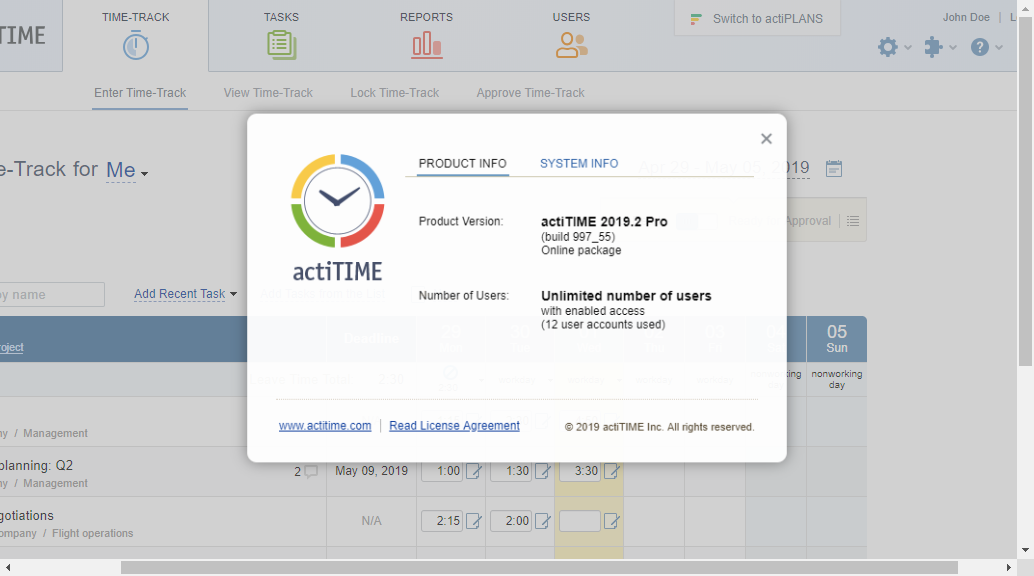 TIME
TIME-TRACK
TASKS
REPORTS
USERS
Switch to actiPLANS
John Doe
L
Enter Time-Track
View Time-Track
Lock Time-Track
Approve Time-Track
e-Track for Me
Apr 29 - May 05, 2019
Approval
PRODUCT INFO
SYSTEM INFO
actiTIME
Product Version:
actiTIME 2019.2 Pro
(build 997_55)
Online package
Number of Users:
Unlimited number of users
with enabled access
(12 user accounts used)
www.actitime.com
Read License Agreement
© 2019 actiTIME Inc. All rights reserved.
by name
Add Recent Task
oject
05
Sun
nonworking
day
ny / Management
planning: Q2
2
May 09, 2019
1:00
1:30
3:30
ny / Management
gotiations
N/A
2:15
2:00
ompany / Flight operations